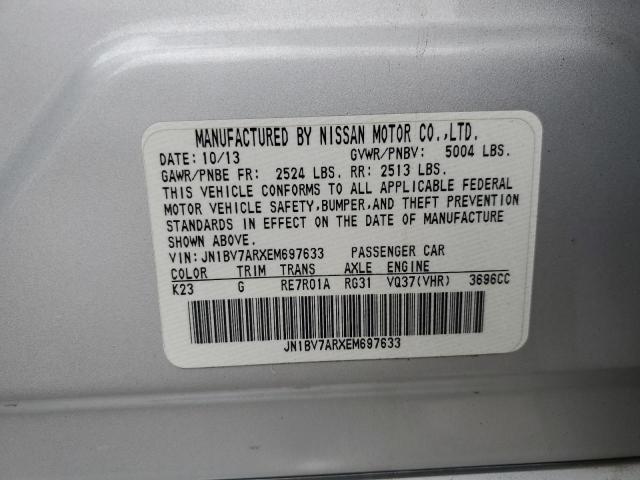 MANUFACTURED BY NISSAN MOTOR CO.,LTD.
DATE: 10/13 GVWR/PNBV: 5004 LBS.
GAWR/PNBE FR: 2524 LBS. RR: 2513 LBS.
THIS VEHICLE CONFORMS TO ALL APPLICABLE FEDERAL
MOTOR VEHICLE SAFETY,BUMPER,AND THEFT PREVENTION
STANDARDS IN EFFECT ON THE DATE OF MANUFACTURE
SHOWN ABOVE.
VIN: JN1BV7ARXEM697633 PASSENGER CAR
COLOR TRIM TRANS AXLE ENGINE
K23 G RE7R01A RG31 VQ37(VHR) 3696CC
JN1BV7ARXEM697633